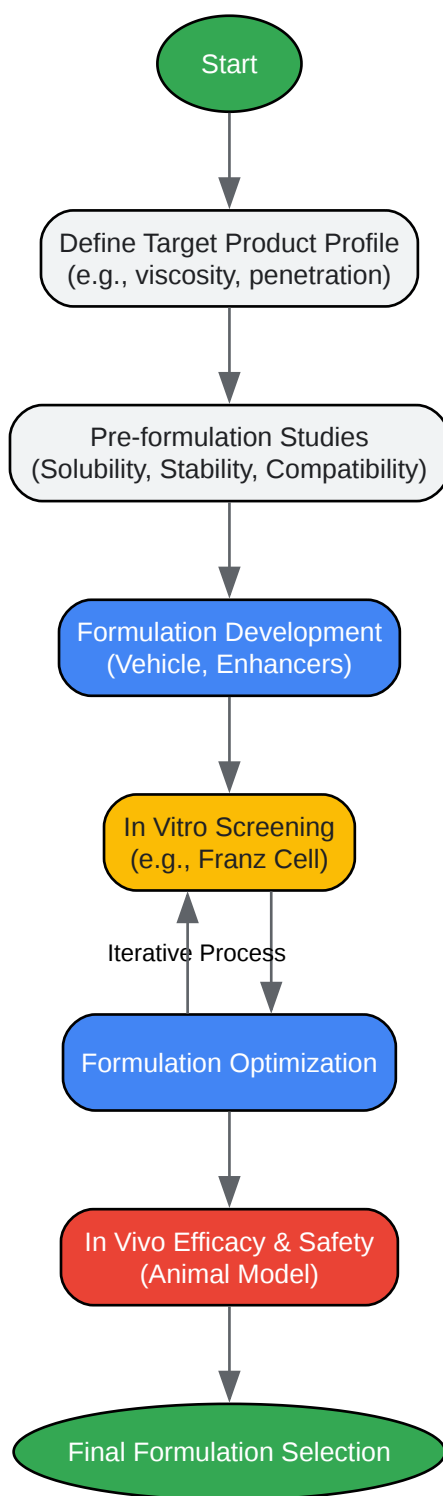 Start
Define Target Product Profile
(e.g., viscosity, penetration)
Pre-formulation Studies
(Solubility, Stability, Compatibility)
Formulation Development
(Vehicle, Enhancers)
In Vitro Screening
(e.g., Franz Cell)
Iterative Process
Formulation Optimization
In Vivo Efficacy & Safety
(Animal Model)
Final Formulation Selection